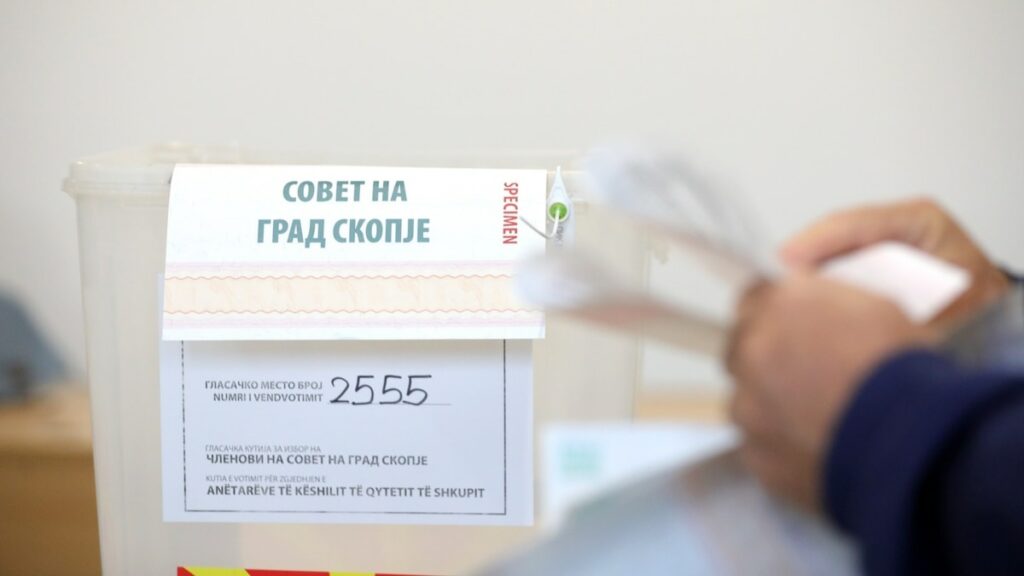 СОВЕТ НА
ГРАД СКОПЈЕ
SPECIMEN
ГЛАСАЧКО МЕСТО БРОЈ 2555
NUMRI I VENDVOTIMIT
ГЛАСАЧКА КУТИЈА ЗА ИЗБОР НА
ЧЛЕНОВИ НА СОВЕТ НА ГРАД СКОПЈЕ
KUTIA E VOTIMIT PËR ZGJEDHJEN E
ANËTARËVE TË KËSHILIT TË QYTETIT TË SHKUPIT